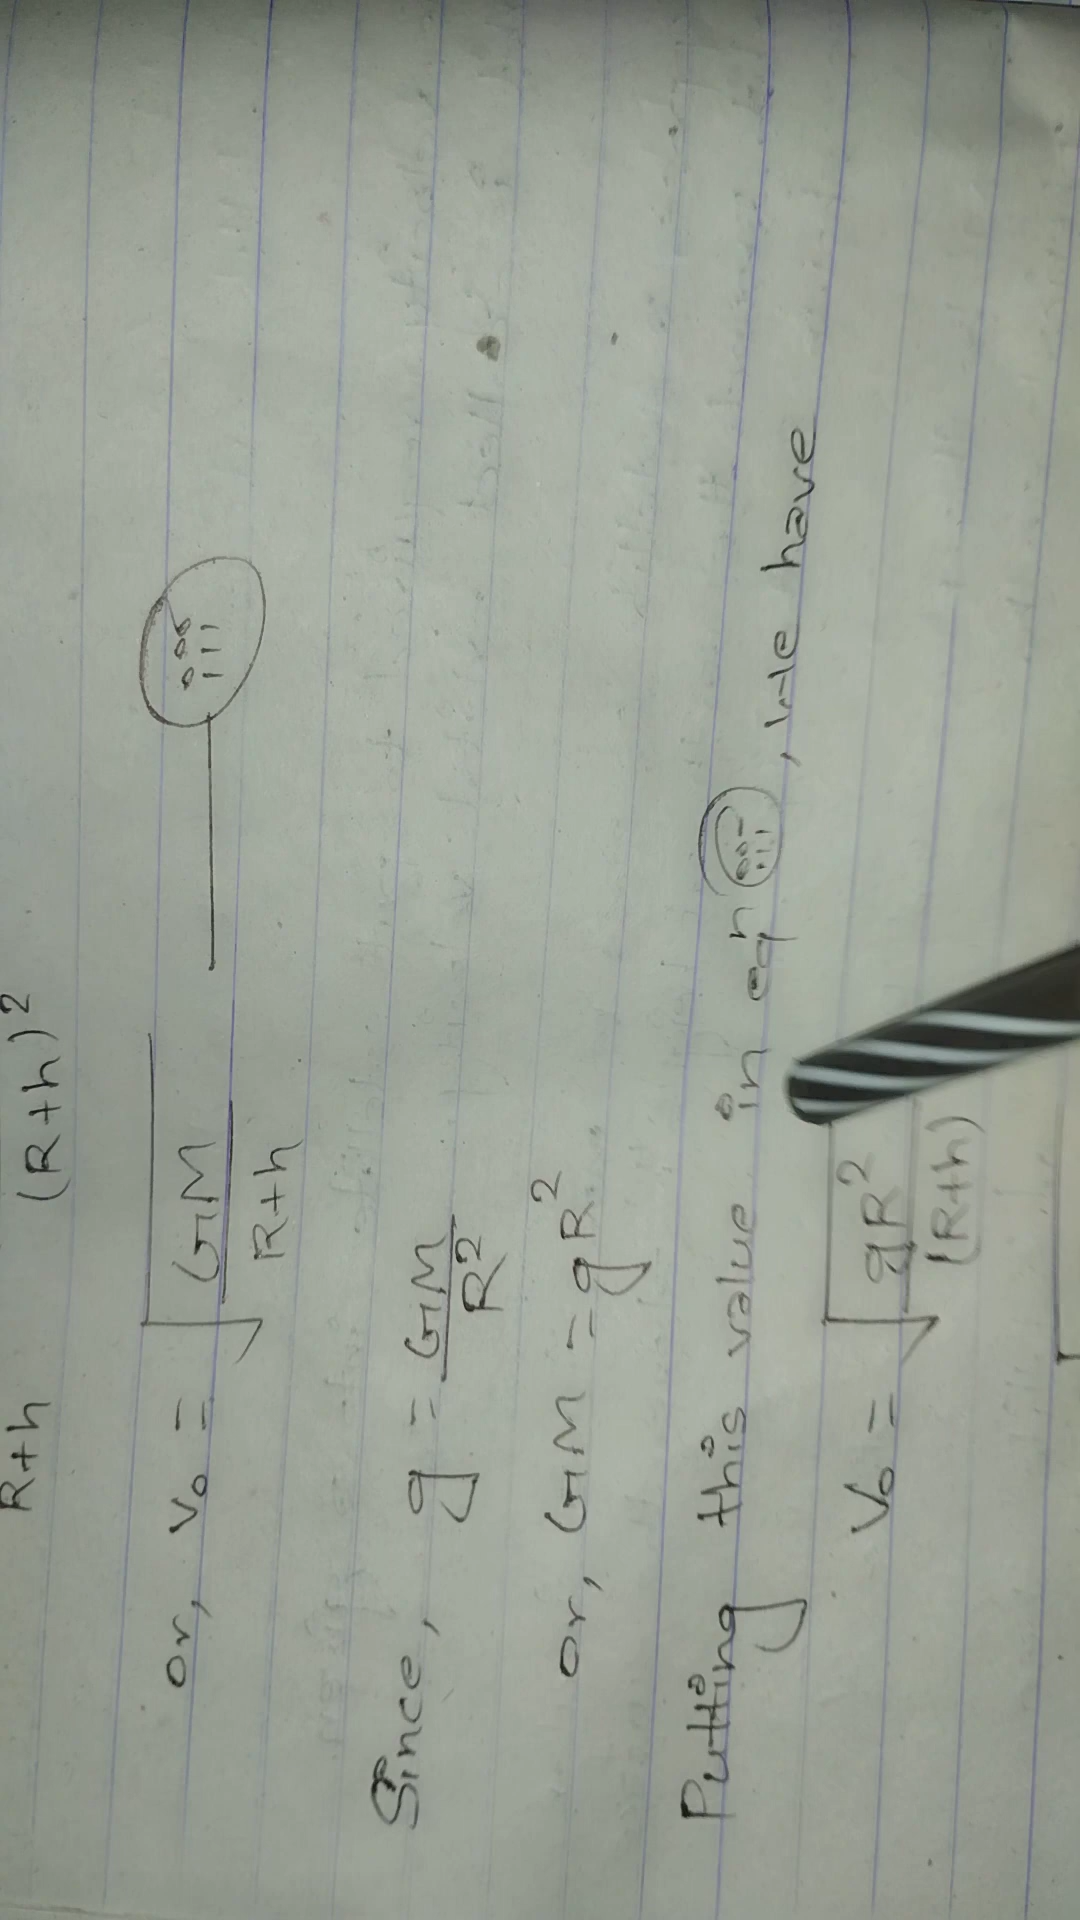 R+h (R+h)²
or, V₀ = √(GM/R+h) — (iii)
Since, g = GM/R²
or, GM = gR²
Putting this value in eqn (iii), we have
V₀ = √(gR²/(R+h))